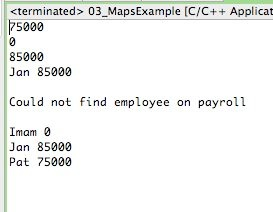 <terminated> 03_MapsExample [C/C++ Applicat
75000
0
85000
Jan 85000
Could not find employee on payroll
Imam 0
Jan 85000
Pat 75000